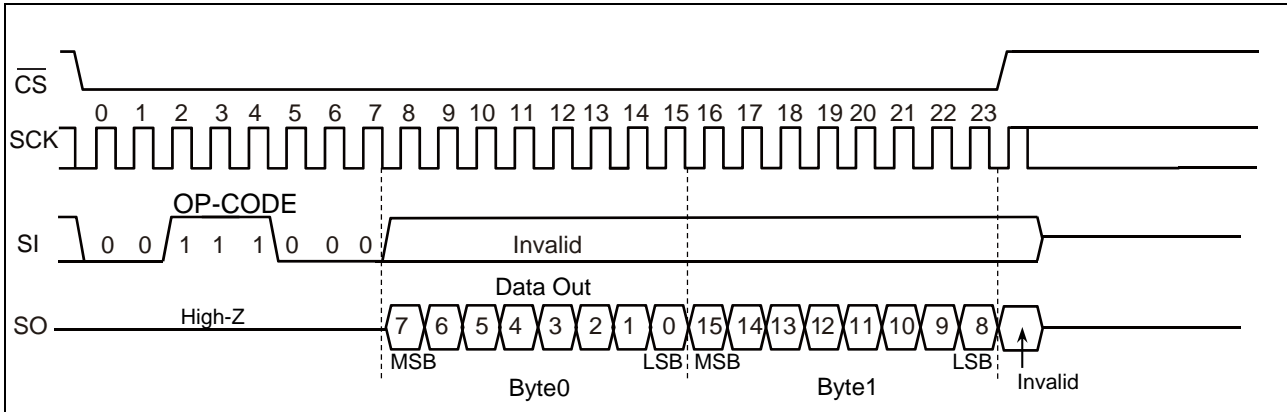 CS
0 1 2 3 4 5 6 7 8 9 10 11 12 13 14 15 16 17 18 19 20 21 22 23
SCK
OP-CODE
SI 0 0 1 1 1 0 0 0 Invalid
Data Out
SO High-Z 7 6 5 4 3 2 1 0 15 14 13 12 11 10 9 8
MSB LSB MSB LSB
Byte0 Byte1 Invalid